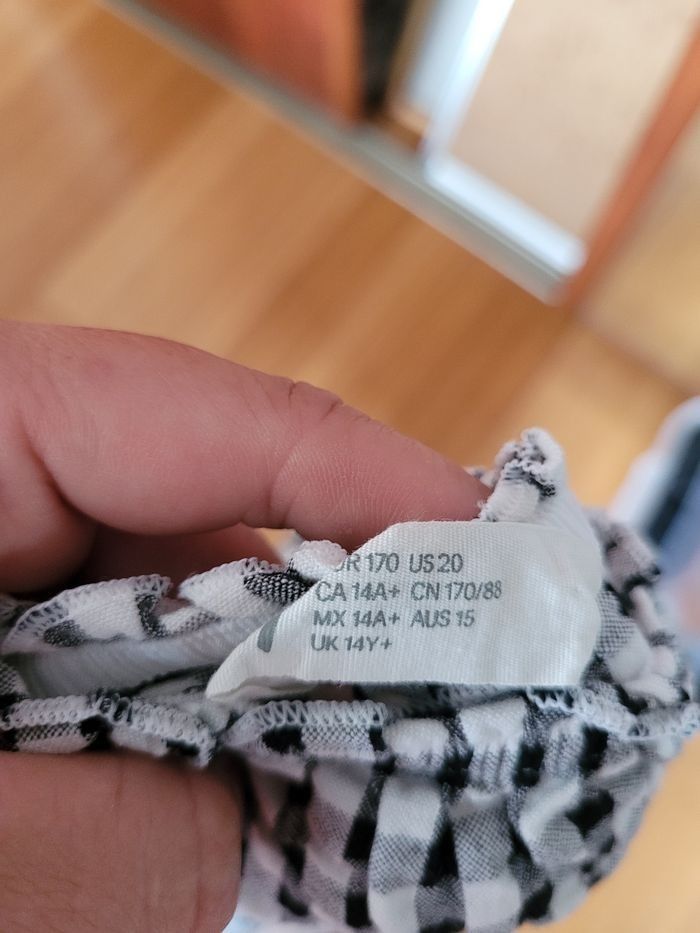 170 US 20
CA 14A+ CN 170/88
MX 14A+ AUS 15
UK 14Y+